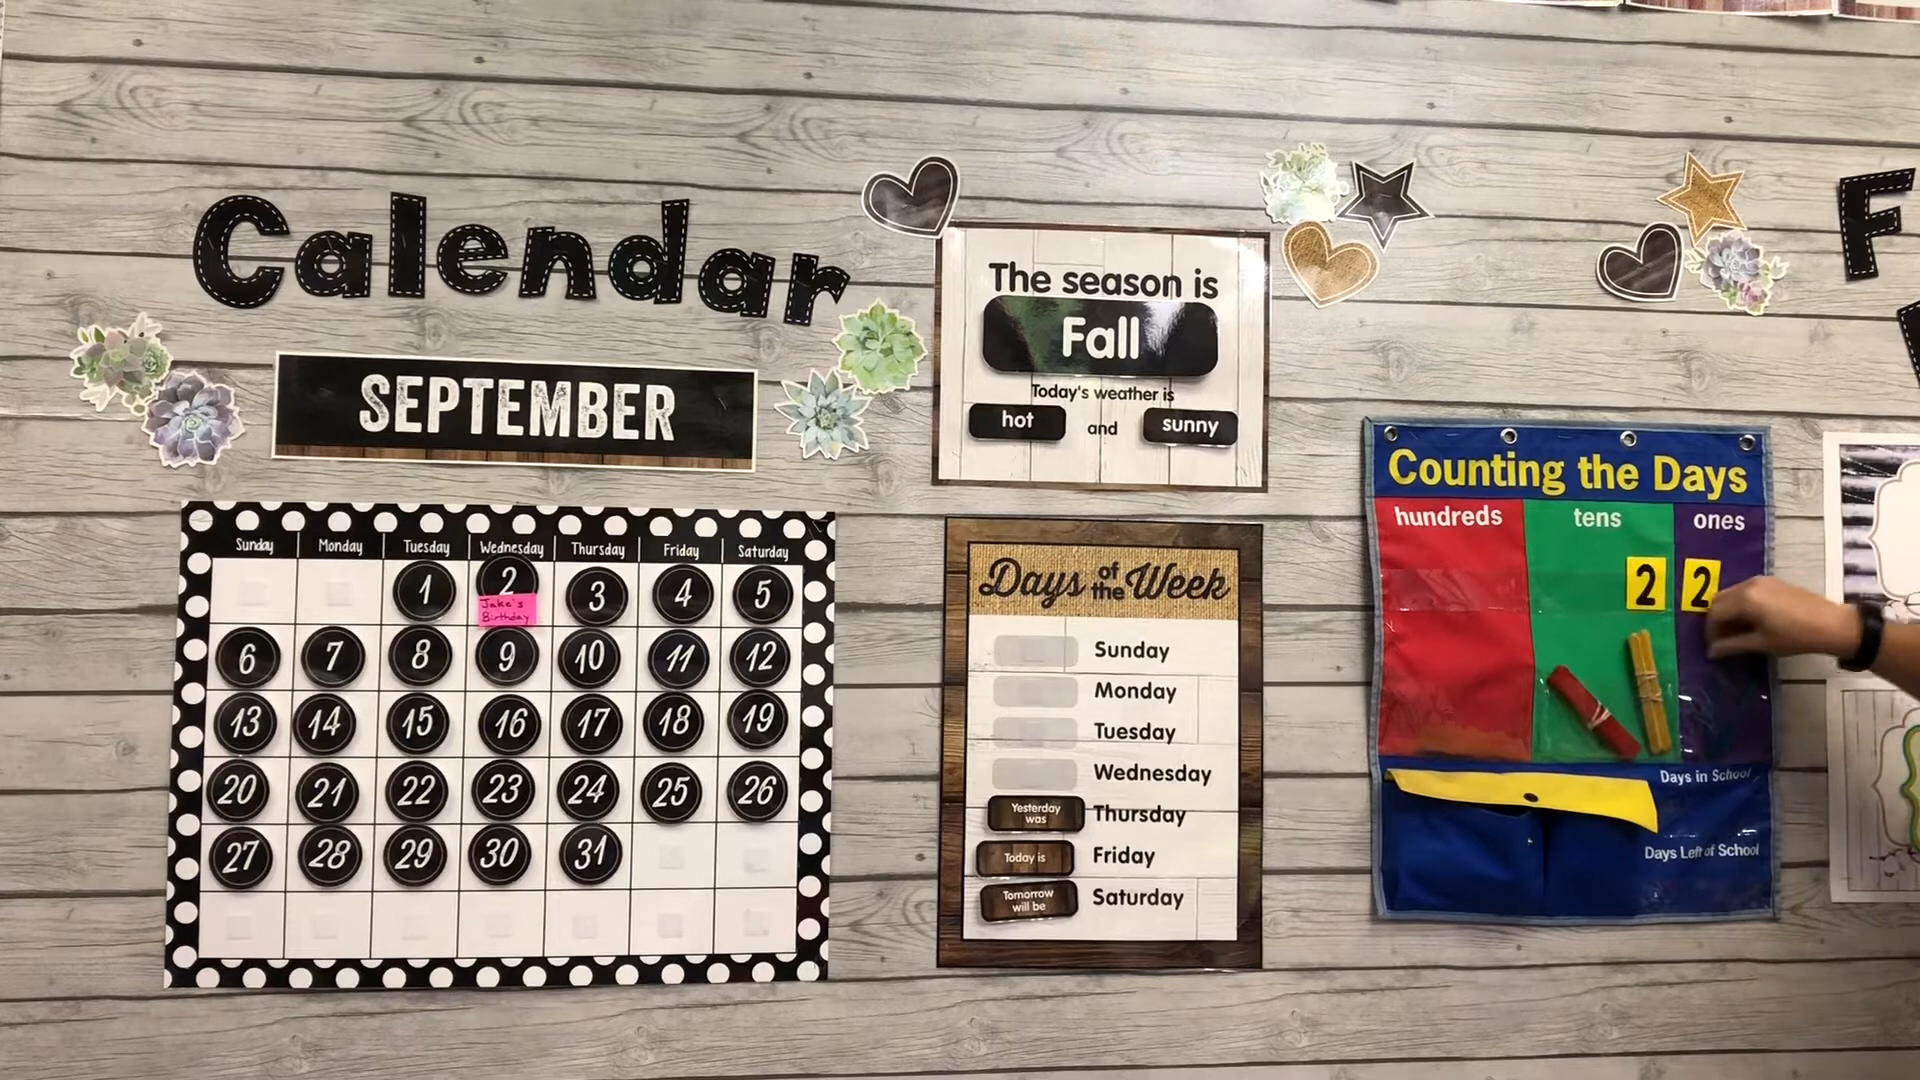 Calendar
SEPTEMBER
Sunday Monday Tuesday Wednesday Thursday Friday Saturday
1 2 3 4 5
Jake's
Birthday
6 7 8 9 10 11 12
13 14 15 16 17 18 19
20 21 22 23 24 25 26
27 28 29 30 31
The season is
Fall
Today's weather is
hot and sunny
Days of the Week
Sunday
Monday
Tuesday
Wednesday
Yesterday was Thursday
Today is Friday
Tomorrow will be Saturday
Counting the Days
hundreds tens ones
2 2
Days in School
Days Left of School
F